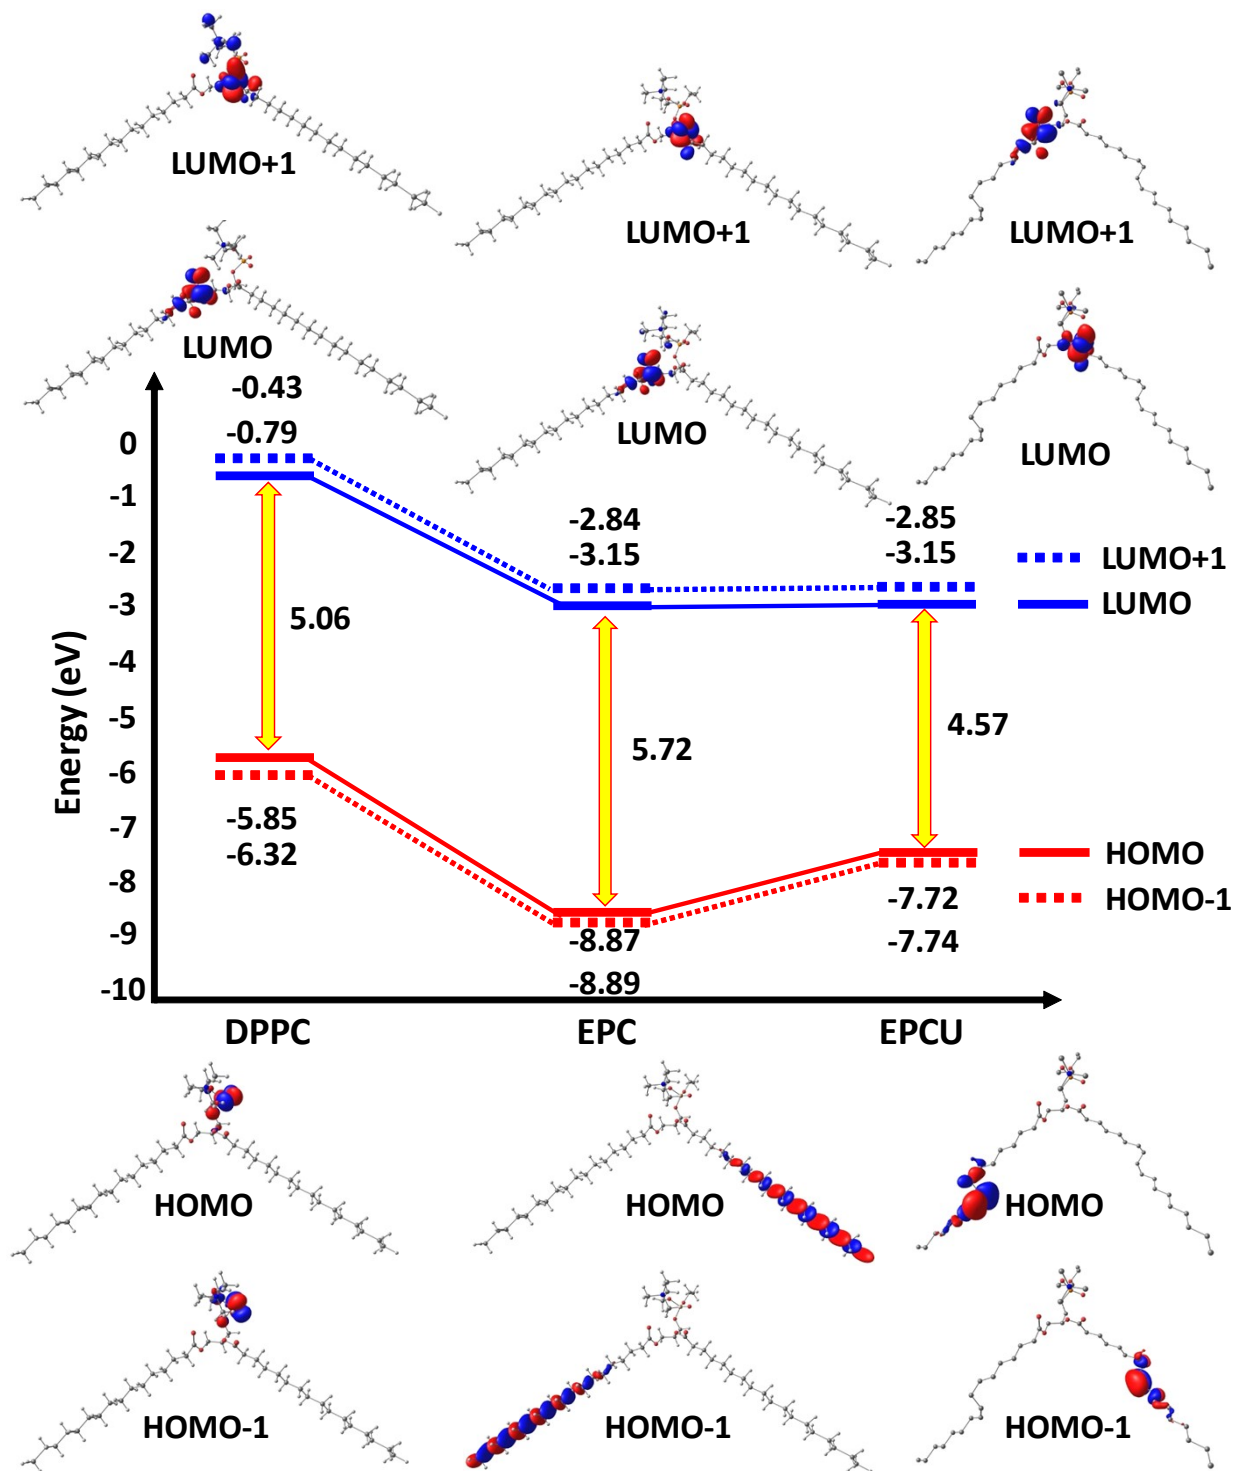 LUMO+1
LUMO+1
LUMO+1
LUMO
LUMO
LUMO
-0.43
-0.79
-2.84
-3.15
-2.85
-3.15
LUMO+1
LUMO
Energy (eV)
0
-1
-2
-3
-4
-5
-6
-7
-8
-9
-10
5.06
5.72
4.57
-5.85
-6.32
-8.87
-8.89
-7.72
-7.74
HOMO
HOMO-1
DPPC
EPC
EPCU
HOMO
HOMO
HOMO
HOMO-1
HOMO-1
HOMO-1